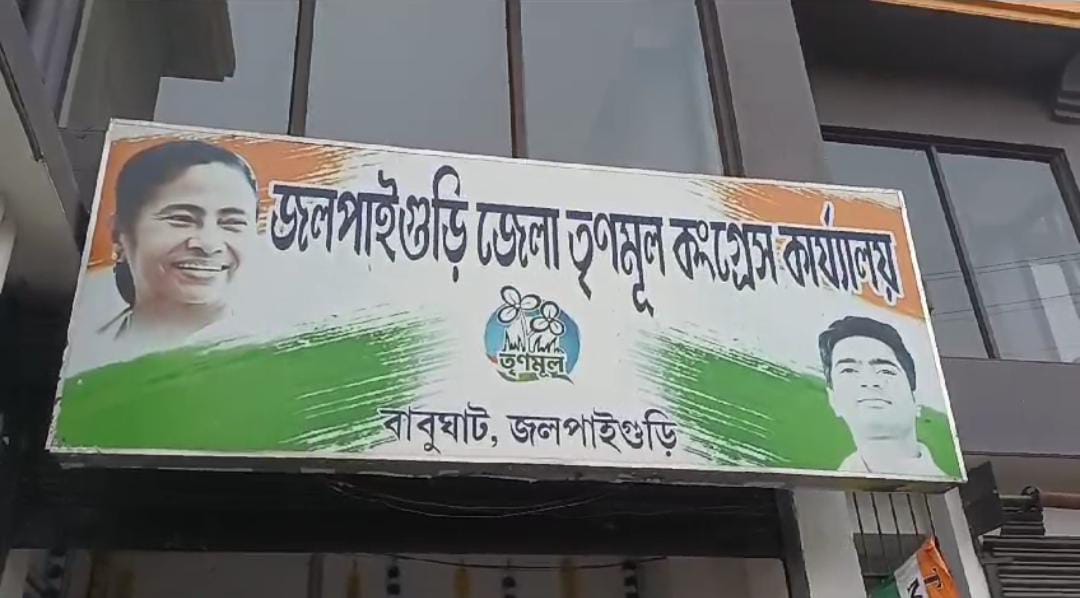 জলপাইগুড়ি জেলা তৃণমূল কংগ্রেস কার্য্যালয়
তৃণমূল
বাবুঘাট, জলপাইগুড়ি